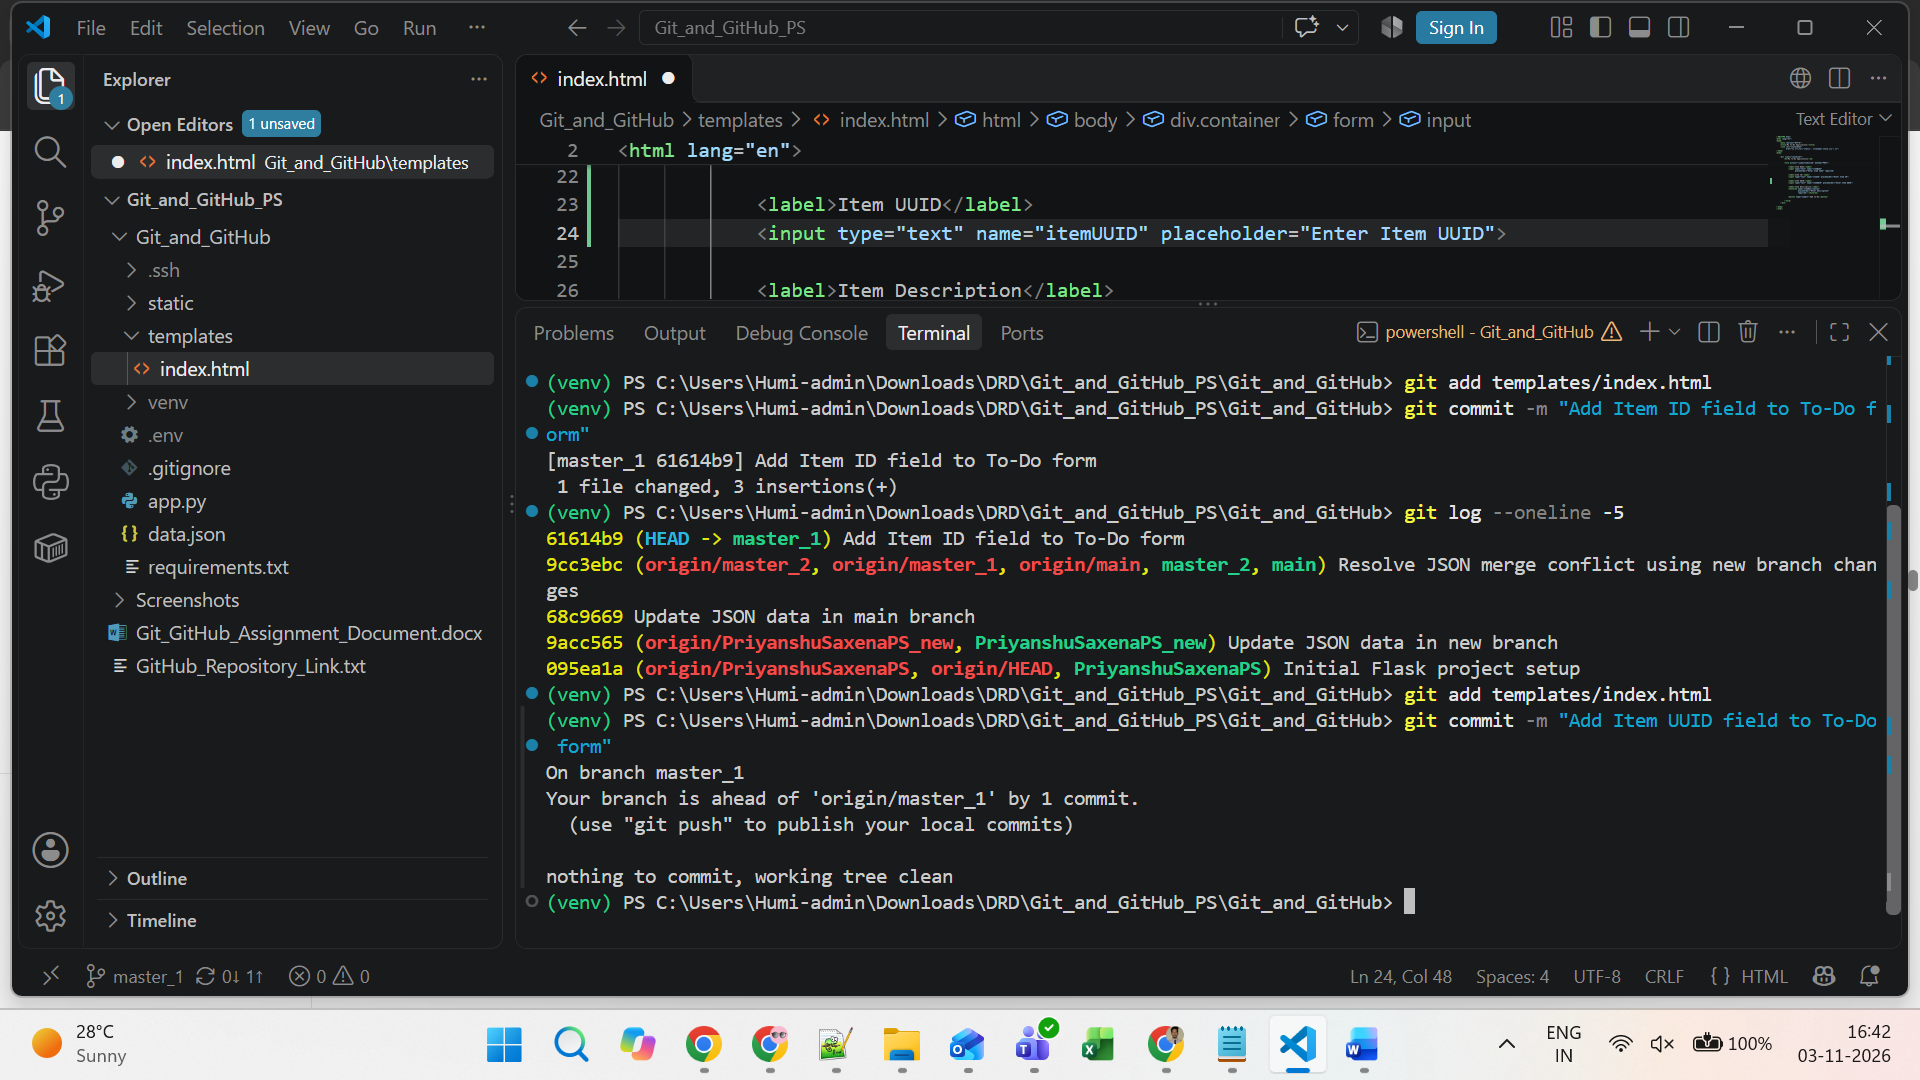 File Edit Selection View Go Run ··· Git_and_GitHub_PS Sign In
Explorer
Open Editors 1 unsaved
index.html Git_and_GitHub\templates
Git_and_GitHub_PS
Git_and_GitHub
.ssh
static
templates
index.html
venv
.env
.gitignore
app.py
data.json
requirements.txt
Screenshots
Git_GitHub_Assignment_Document.docx
GitHub_Repository_Link.txt
Outline
Timeline
1
index.html
Git_and_GitHub > templates > index.html > html > body > div.container > form > input Text Editor
2 <html lang="en">
22
23 <label>Item UUID</label>
24 <input type="text" name="itemUUID" placeholder="Enter Item UUID">
25
26 <label>Item Description</label>
Problems Output Debug Console Terminal Ports powershell - Git_and_GitHub
(venv) PS C:\Users\Humi-admin\Downloads\DRD\Git_and_GitHub_PS\Git_and_GitHub> git add templates/index.html
(venv) PS C:\Users\Humi-admin\Downloads\DRD\Git_and_GitHub_PS\Git_and_GitHub> git commit -m "Add Item ID field to To-Do f
orm"
[master_1 61614b9] Add Item ID field to To-Do form
1 file changed, 3 insertions(+)
(venv) PS C:\Users\Humi-admin\Downloads\DRD\Git_and_GitHub_PS\Git_and_GitHub> git log --oneline -5
61614b9 (HEAD -> master_1) Add Item ID field to To-Do form
9cc3ebc (origin/master_2, origin/master_1, origin/main, master_2, main) Resolve JSON merge conflict using new branch chan
ges
68c9669 Update JSON data in main branch
9acc565 (origin/PriyanshuSaxenaPS_new, PriyanshuSaxenaPS_new) Update JSON data in new branch
095ea1a (origin/PriyanshuSaxenaPS, origin/HEAD, PriyanshuSaxenaPS) Initial Flask project setup
(venv) PS C:\Users\Humi-admin\Downloads\DRD\Git_and_GitHub_PS\Git_and_GitHub> git add templates/index.html
(venv) PS C:\Users\Humi-admin\Downloads\DRD\Git_and_GitHub_PS\Git_and_GitHub> git commit -m "Add Item UUID field to To-Do
form"
On branch master_1
Your branch is ahead of 'origin/master_1' by 1 commit.
(use "git push" to publish your local commits)
nothing to commit, working tree clean
(venv) PS C:\Users\Humi-admin\Downloads\DRD\Git_and_GitHub_PS\Git_and_GitHub>
master_1 0↓ 1↑ 0 0 Ln 24, Col 48 Spaces: 4 UTF-8 CRLF {} HTML
28°C
Sunny
ENG
IN
100%
16:42
03-11-2026